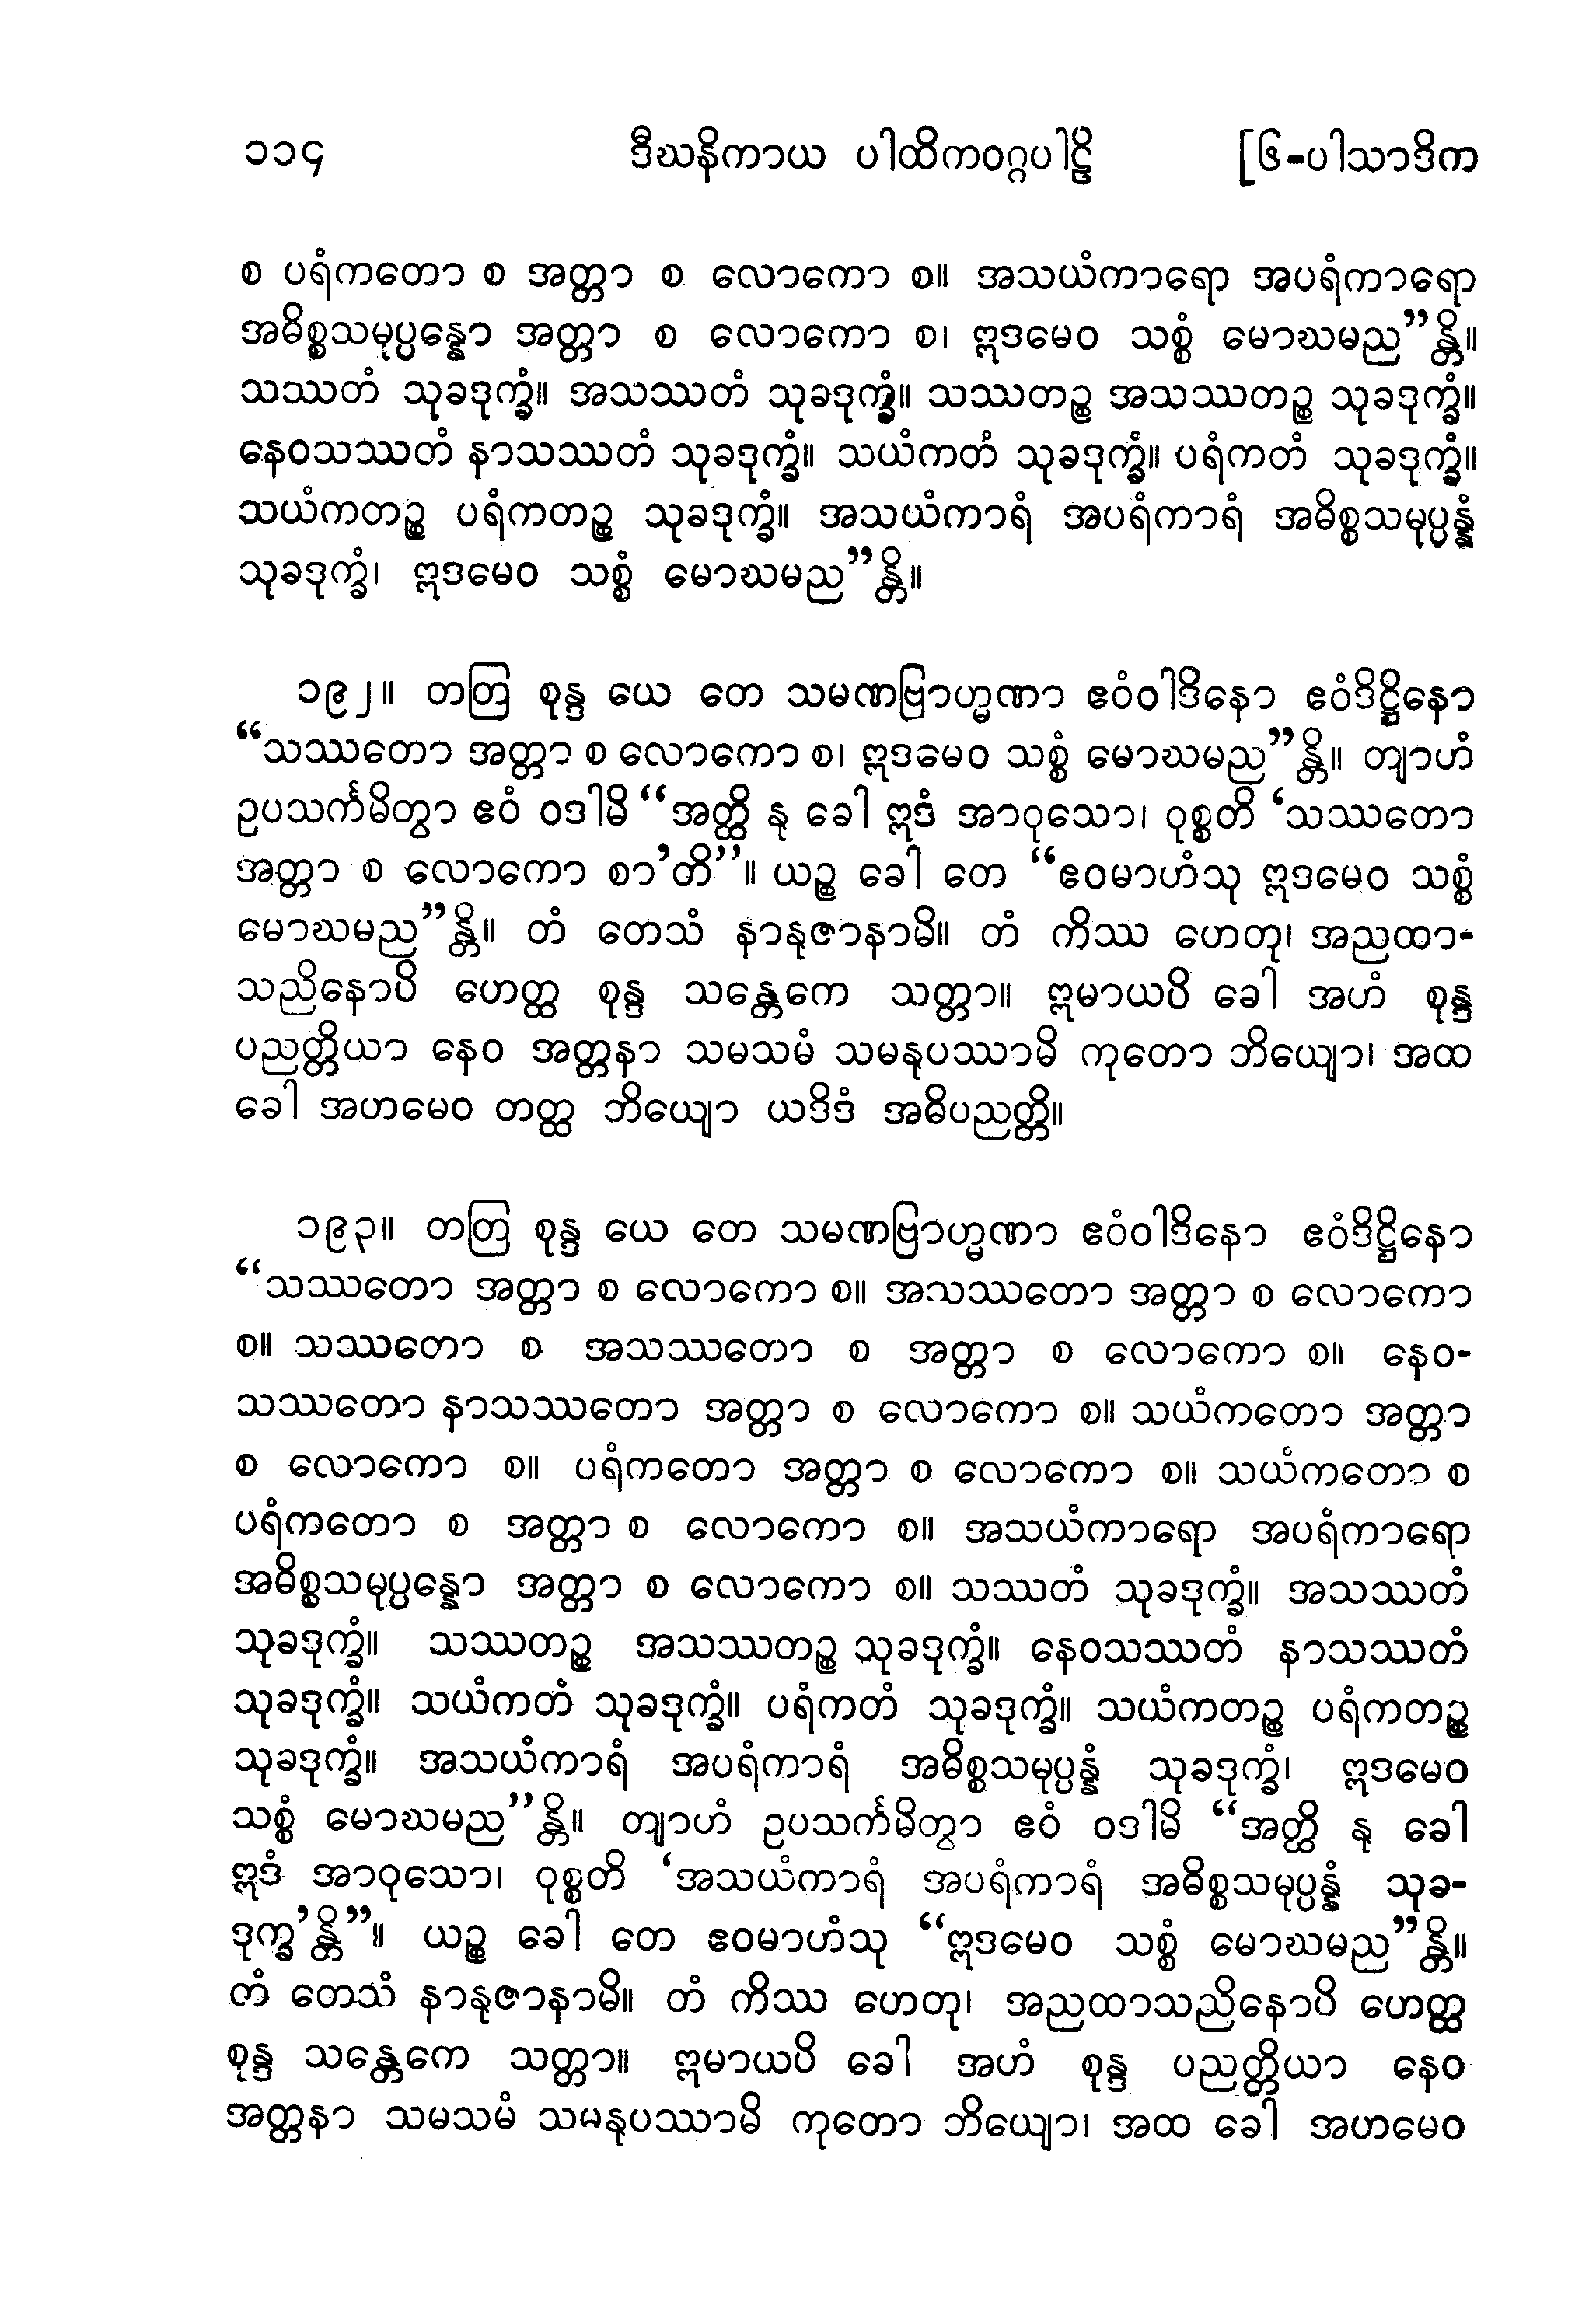 ၁၁၄ ဒီဃနိကာယ ပါထိကဝဂ္ဂပါဠိ [၆-ပါသာဒိက
စ ပရံကတော စ အတ္တာ စ လောကော စ။ အသယံကာရော အပရံကာရော
အဓိစ္စသမုပ္ပန္နော အတ္တာ စ လောကော စ၊ ဣဒမေဝ သစ္စံ မောဃမည”န္တိ။
သဿတံ သုခဒုက္ခံ။ အသဿတံ သုခဒုက္ခံ။ သဿတဉ္စ အသဿတဉ္စ သုခဒုက္ခံ။
နေဝသဿတံ နာသဿတံ သုခဒုက္ခံ။ သယံကတံ သုခဒုက္ခံ။ ပရံကတံ သုခဒုက္ခံ။
သယံကတဉ္စ ပရံကတဉ္စ သုခဒုက္ခံ။ အသယံကာရံ အပရံကာရံ အဓိစ္စသမုပ္ပန္နံ
သုခဒုက္ခံ၊ ဣဒမေဝ သစ္စံ မောဃမည”န္တိ။
၁၉၂။ တတြ စုန္ဒ ယေ တေ သမဏဗြာဟ္မဏာ ဧဝံဝါဒိနော ဧဝံဒိဋ္ဌိနော
“သဿတော အတ္တာ စ လောကော စ၊ ဣဒမေဝ သစ္စံ မောဃမည”န္တိ။ တျာဟံ
ဥပသင်္ကမိတွာ ဧဝံ ဝဒါမိ “အတ္ထိ နု ခေါ ဣဒံ အာဝုသော၊ ဝုစ္စတိ ‘သဿတော
အတ္တာ စ လောကော စာ’တိ”။ ယဉ္စ ခေါ တေ “ဧဝမာဟံသု ဣဒမေဝ သစ္စံ
မောဃမည”န္တိ။ တံ တေသံ နာနုဇာနာမိ။ တံ ကိဿ ဟေတု၊ အညထာ-
သညိနောပိ ဟေတ္ထ စုန္ဒ သန္တေကေ သတ္တာ။ ဣမာယပိ ခေါ အဟံ စုန္ဒ
ပညတ္တိယာ နေဝ အတ္တနာ သမသမံ သမနုပဿာမိ ကုတော ဘိယျော၊ အထ
ခေါ အဟမေဝ တတ္ထ ဘိယျော ယဒိဒံ အဓိပညတ္တိ။
၁၉၃။ တတြ စုန္ဒ ယေ တေ သမဏဗြာဟ္မဏာ ဧဝံဝါဒိနော ဧဝံဒိဋ္ဌိနော
“သဿတော အတ္တာ စ လောကော စ။ အသဿတော အတ္တာ စ လောကော
စ။ သဿတော စ အသဿတော စ အတ္တာ စ လောကော စ။ နေဝ-
သဿတော နာသဿတော အတ္တာ စ လောကော စ။ သယံကတော အတ္တာ
စ လောကော စ။ ပရံကတော အတ္တာ စ လောကော စ။ သယံကတော စ
ပရံကတော စ အတ္တာ စ လောကော စ။ အသယံကာရော အပရံကာရော
အဓိစ္စသမုပ္ပန္နော အတ္တာ စ လောကော စ။ သဿတံ သုခဒုက္ခံ။ အသဿတံ
သုခဒုက္ခံ။ သဿတဉ္စ အသဿတဉ္စ သုခဒုက္ခံ။ နေဝသဿတံ နာသဿတံ
သုခဒုက္ခံ။ သယံကတံ သုခဒုက္ခံ။ ပရံကတံ သုခဒုက္ခံ။ သယံကတဉ္စ ပရံကတဉ္စ
သုခဒုက္ခံ။ အသယံကာရံ အပရံကာရံ အဓိစ္စသမုပ္ပန္နံ သုခဒုက္ခံ၊ ဣဒမေဝ
သစ္စံ မောဃမည”န္တိ။ တျာဟံ ဥပသင်္ကမိတွာ ဧဝံ ဝဒါမိ “အတ္ထိ နု ခေါ
ဣဒံ အာဝုသော၊ ဝုစ္စတိ ‘အသယံကာရံ အပရံကာရံ အဓိစ္စသမုပ္ပန္နံ သုခ-
ဒုက္ခ’န္တိ”။ ယဉ္စ ခေါ တေ ဧဝမာဟံသု “ဣဒမေဝ သစ္စံ မောဃမည”န္တိ။
တံ တေသံ နာနုဇာနာမိ။ တံ ကိဿ ဟေတု၊ အညထာသညိနောပိ ဟေတ္ထ
စုန္ဒ သန္တေကေ သတ္တာ။ ဣမာယပိ ခေါ အဟံ စုန္ဒ ပညတ္တိယာ နေဝ
အတ္တနာ သမသမံ သမနုပဿာမိ ကုတော ဘိယျော၊ အထ ခေါ အဟမေဝ